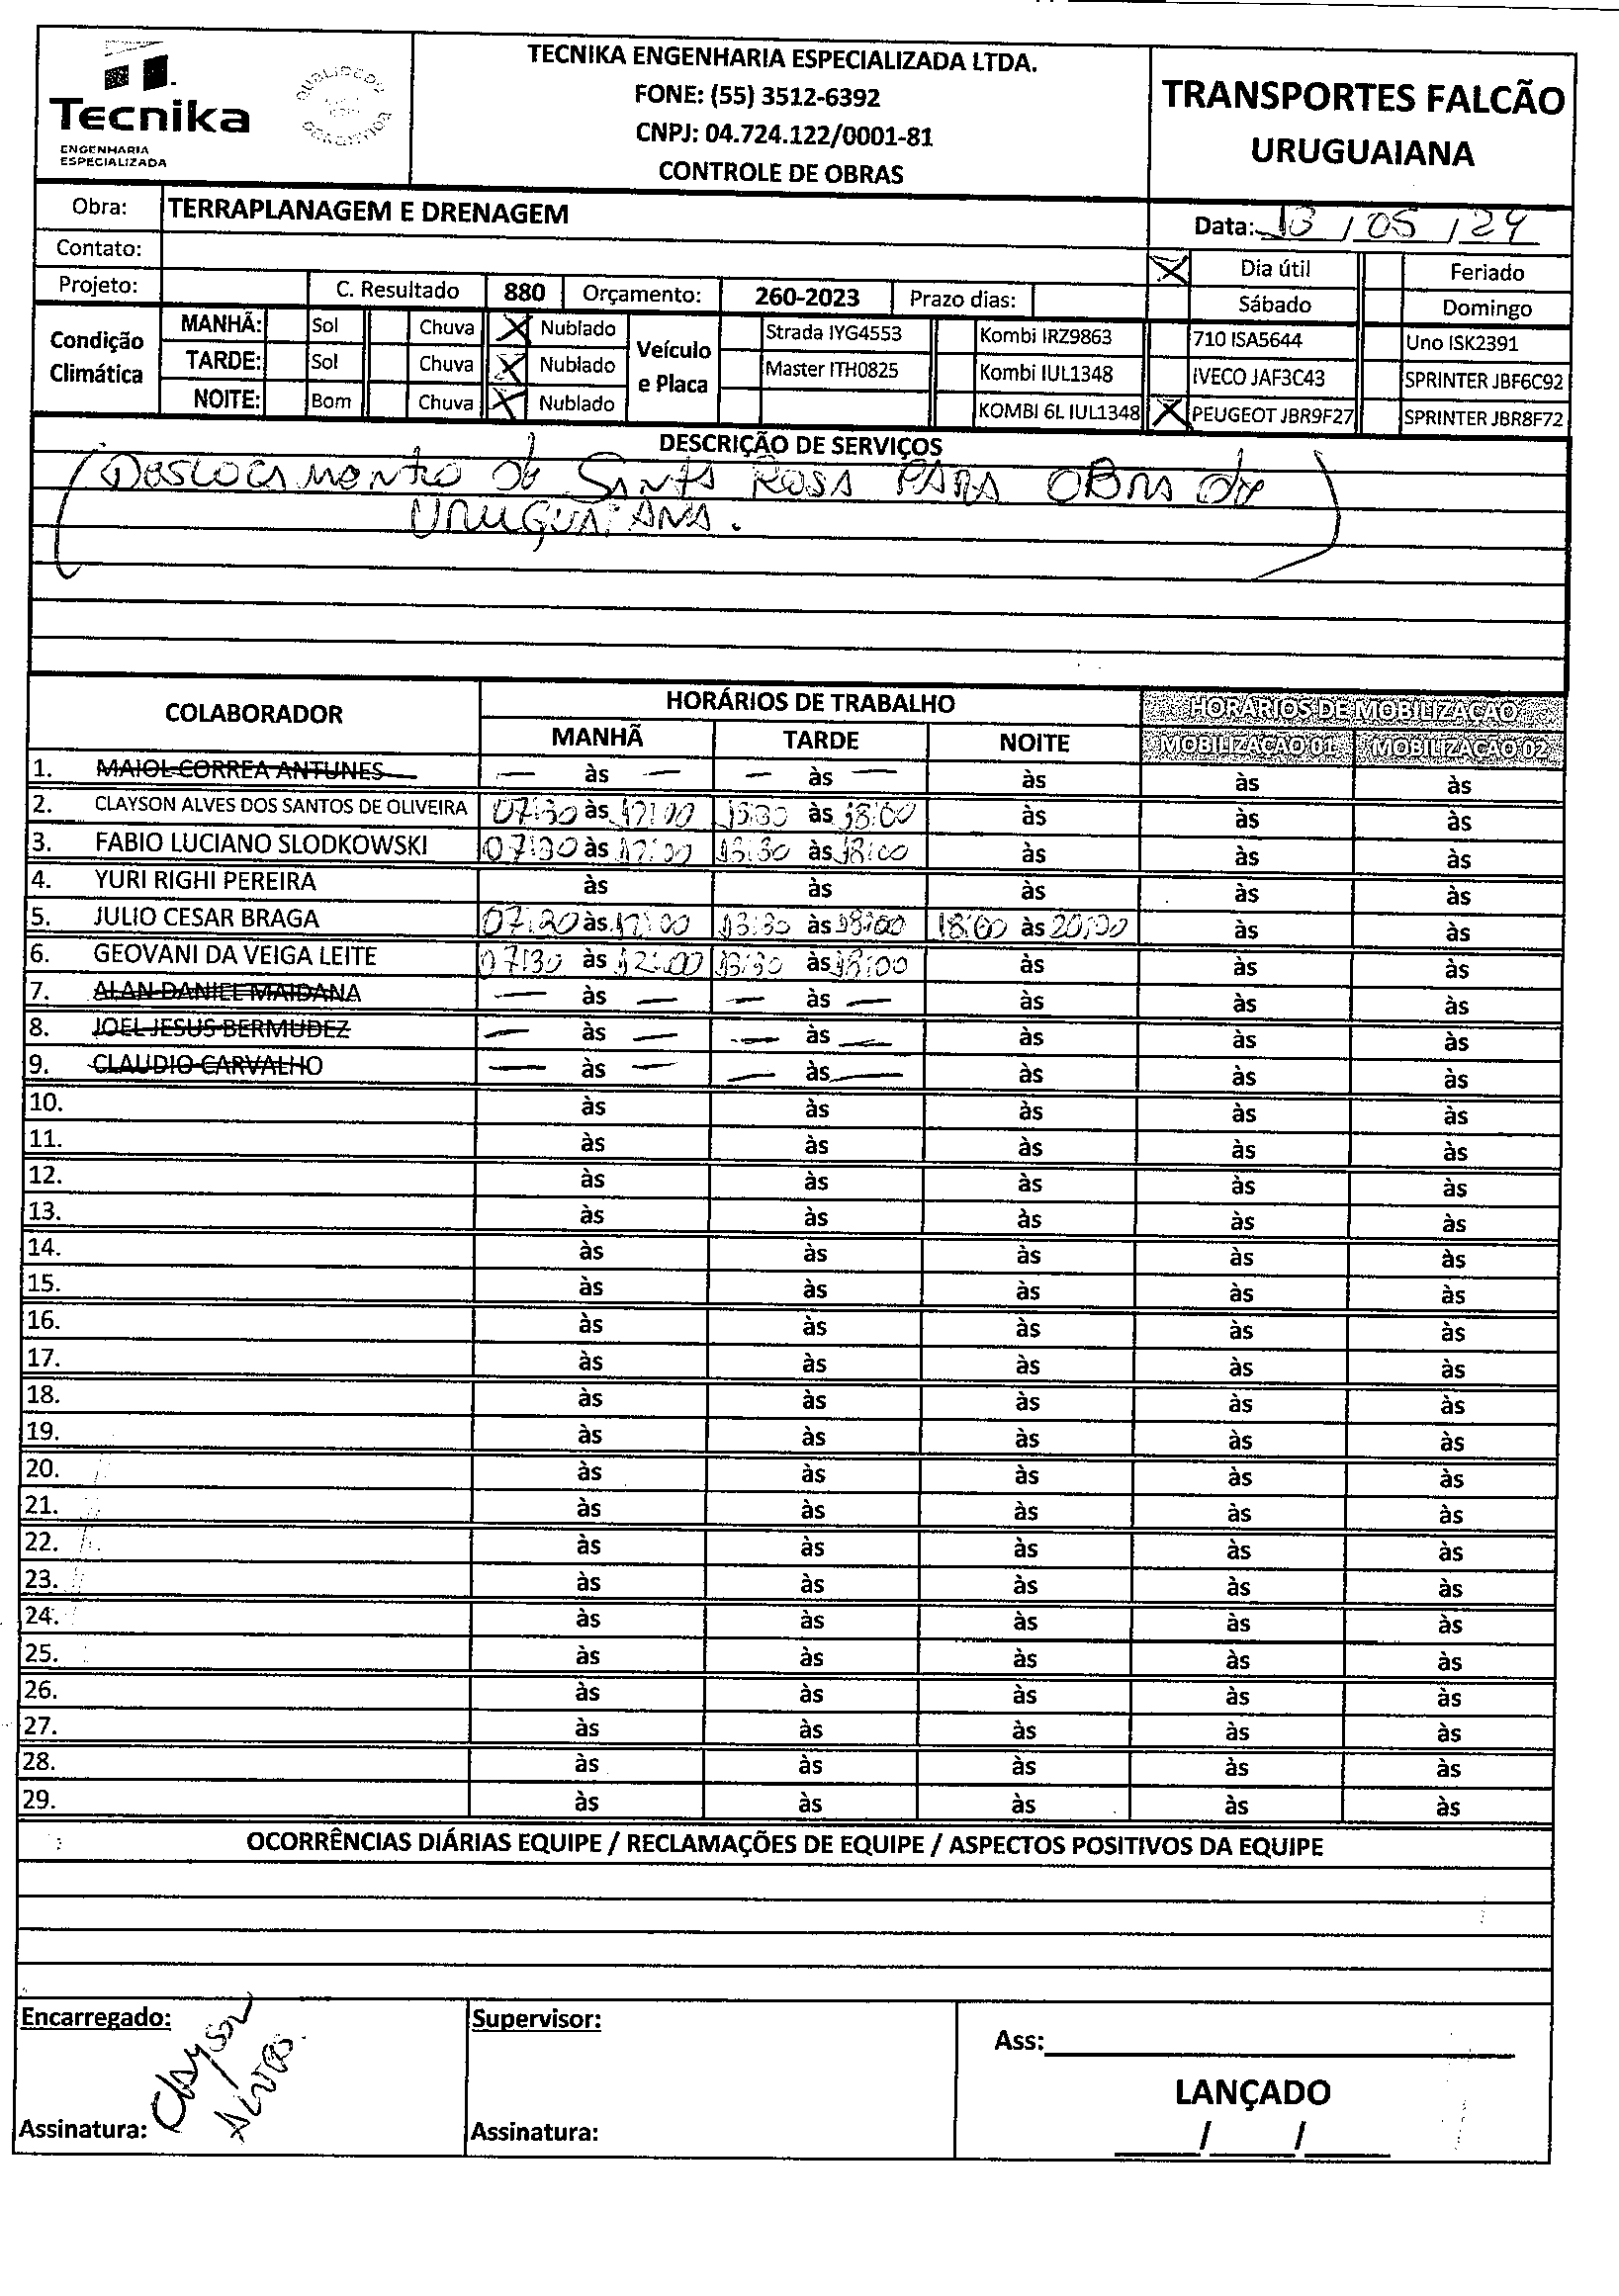 Tecnika
ENGENHARIA
ESPECIALIZADA
TECNIKA ENGENHARIA ESPECIALIZADA LTDA.
FONE: (55) 3512-6392
CNPJ: 04.724.122/0001-81
CONTROLE DE OBRAS
TRANSPORTES FALCÃO
URUGUAIANA
Obra: TERRAPLANAGEM E DRENAGEM
Data: 13/05/24
Contato:
Dia útil Feriado
Projeto: C. Resultado 880 Orçamento: 260-2023 Prazo dias:
Sábado Domingo
Condição Climática
MANHÃ: Sol Chuva X Nublado
TARDE: Sol Chuva X Nublado
NOITE: Bom Chuva X Nublado
Veículo e Placa
Strada IYG4553 Kombi IRZ9863 710 ISA5644 Uno ISK2391
Master ITH0825 Kombi IUL1348 IVECO JAF3C43 SPRINTER JBF6C92
KOMBI 6L IUL1348 X PEUGEOT JBR9F27 SPRINTER JBR8F72
DESCRIÇÃO DE SERVIÇOS
Deslocamento de Santa Rosa PARA OBra de
Uruguaiana.
COLABORADOR HORÁRIOS DE TRABALHO HORÁRIOS DE MOBILIZAÇÃO
MANHÃ TARDE NOITE MOBILIZAÇAO 01 MOBILIZAÇAO 02
1. MAIOL CORREA ANTUNES — às — — às — às às às
2. CLAYSON ALVES DOS SANTOS DE OLIVEIRA 07:30 às 12:00 13:30 às 18:00 às às às
3. FABIO LUCIANO SLODKOWSKI 07:30 às 12:00 13:30 às 18:00 às às às
4. YURI RIGHI PEREIRA às às às às às
5. JULIO CESAR BRAGA 07:30 às 12:00 13:30 às 18:00 18:00 às 20:00 às às
6. GEOVANI DA VEIGA LEITE 07:30 às 12:00 13:30 às 18:00 às às às
7. ALAN DANIEL MAIDANA — às — — às — às às às
8. JOEL JESUS BERMUDEZ — às — — às — às às às
9. CLAUDIO CARVALHO — às — — às — às às às
10. às às às às às
11. às às às às às
12. às às às às às
13. às às às às às
14. às às às às às
15. às às às às às
16. às às às às às
17. às às às às às
18. às às às às às
19. às às às às às
20. às às às às às
21. às às às às às
22. às às às às às
23. às às às às às
24. às às às às às
25. às às às às às
26. às às às às às
27. às às às às às
28. às às às às às
29. às às às às às
OCORRÊNCIAS DIÁRIAS EQUIPE / RECLAMAÇÕES DE EQUIPE / ASPECTOS POSITIVOS DA EQUIPE
Encarregado: Supervisor:
Clayson
Alves.
Ass:
LANÇADO
Assinatura: Assinatura: